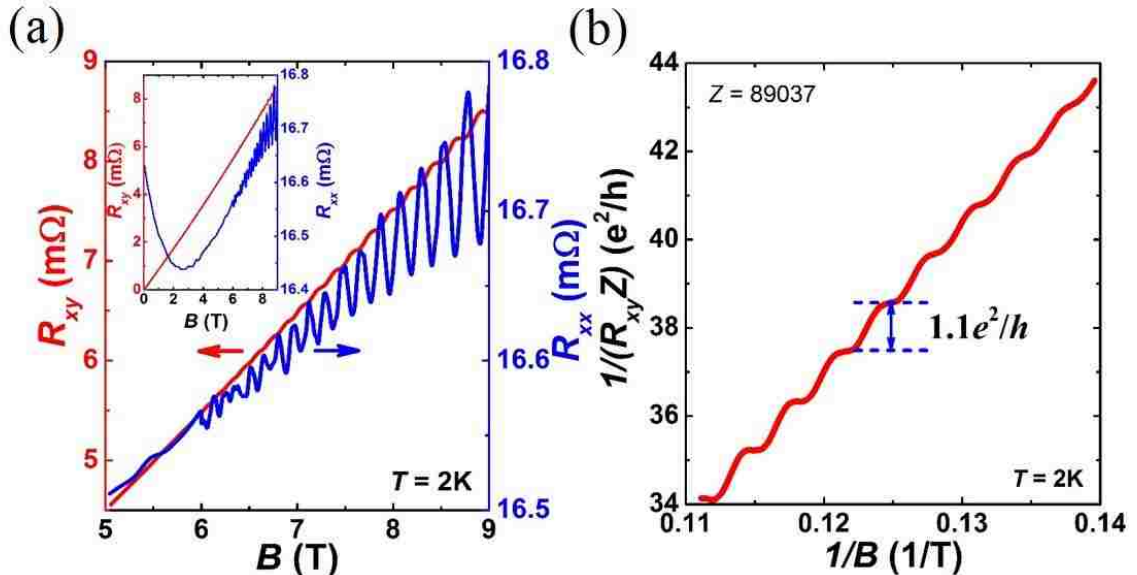 (a)
9
8
7
6
5
R_xy (mΩ)
5 6 7 8 9
B (T)
16.8
16.7
16.6
16.5
R_xx (mΩ)
T = 2K
8
6
4
2
0
R_xy (mΩ)
0 2 4 6 8
B (T)
16.8
16.7
16.6
16.5
16.4
R_xx (mΩ)
(b)
44
42
40
38
36
34
1/(R_xyZ) (e²/h)
Z = 89037
1.1e²/h
T = 2K
0.11 0.12 0.13 0.14
1/B (1/T)